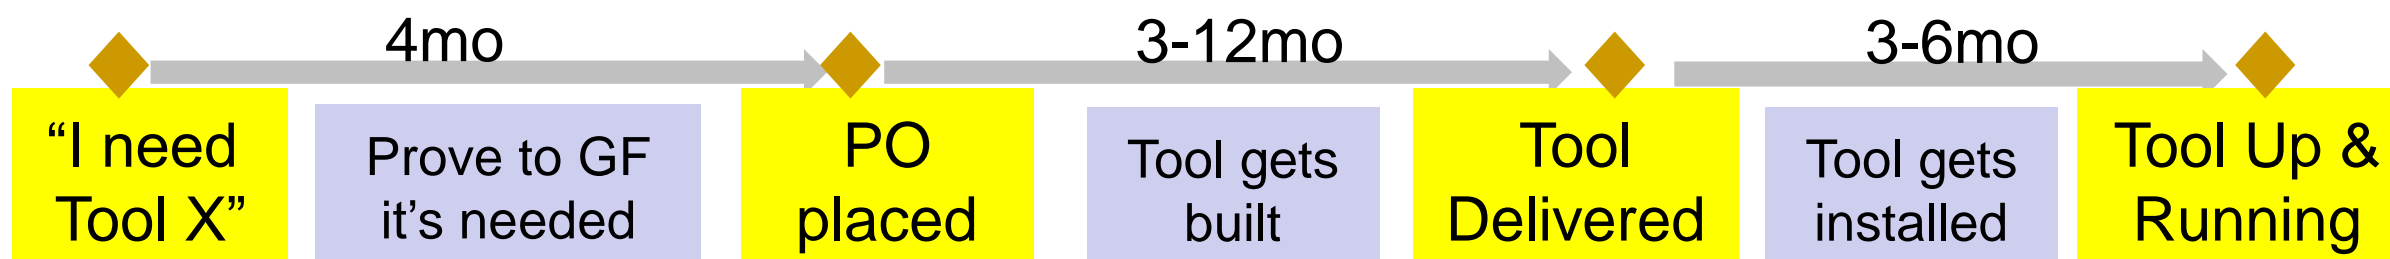 4mo
3-12mo
3-6mo
“I need
Tool X”
Prove to GF
it’s needed
PO
placed
Tool gets
built
Tool
Delivered
Tool gets
installed
Tool Up &
Running